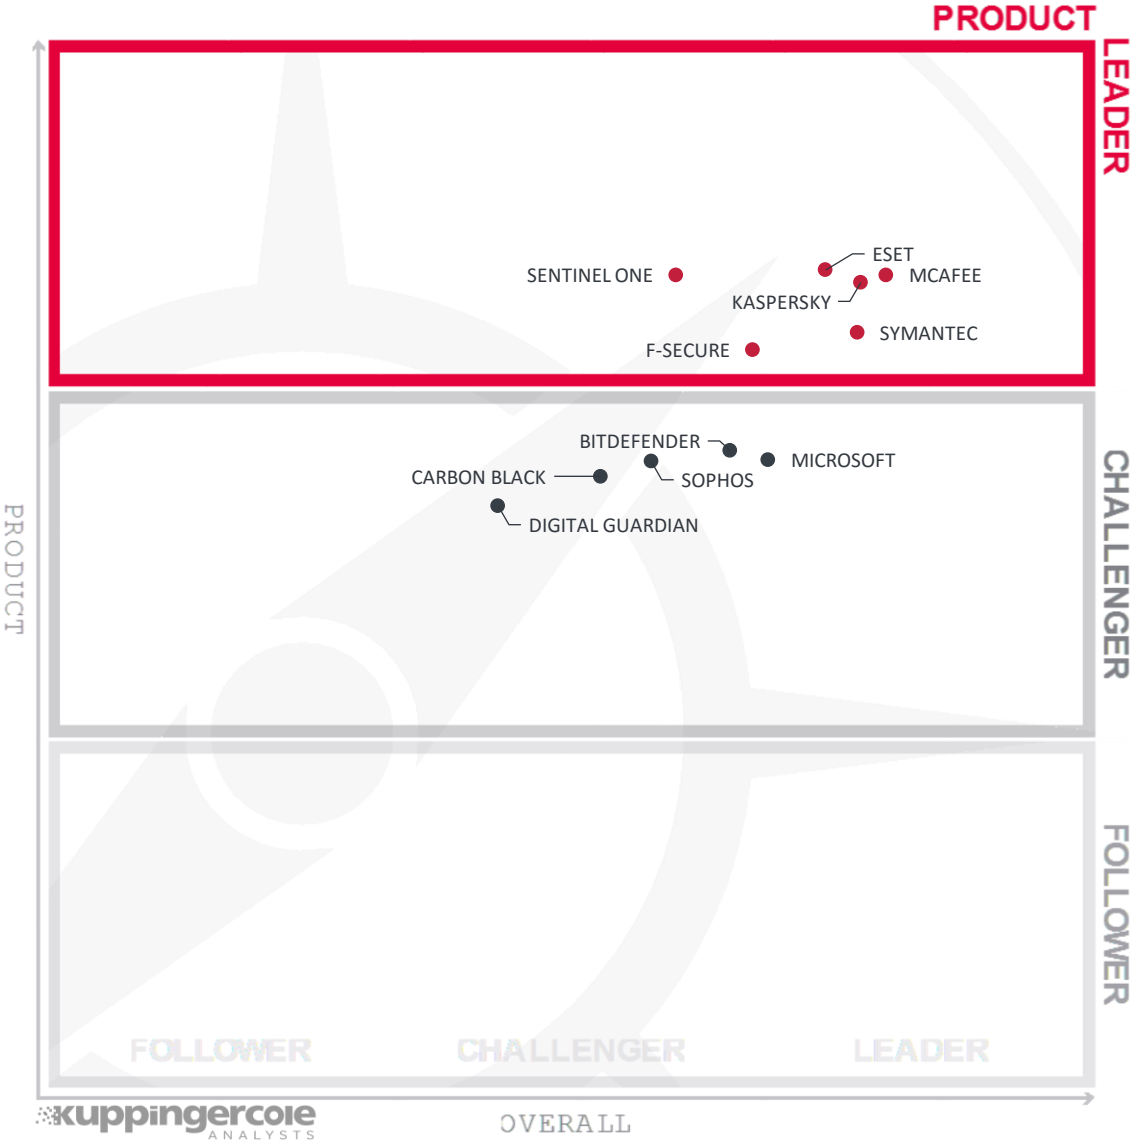 PRODUCT
LEADER
ESET
SENTINEL ONE
MCAFEE
KASPERSKY
SYMANTEC
F-SECURE
BITDEFENDER
MICROSOFT
CARBON BLACK
SOPHOS
DIGITAL GUARDIAN
CHALLENGER
PRODUCT
FOLLOWER
FOLLOWER CHALLENGER LEADER
kuppingercole
ANALYSTS
OVERALL